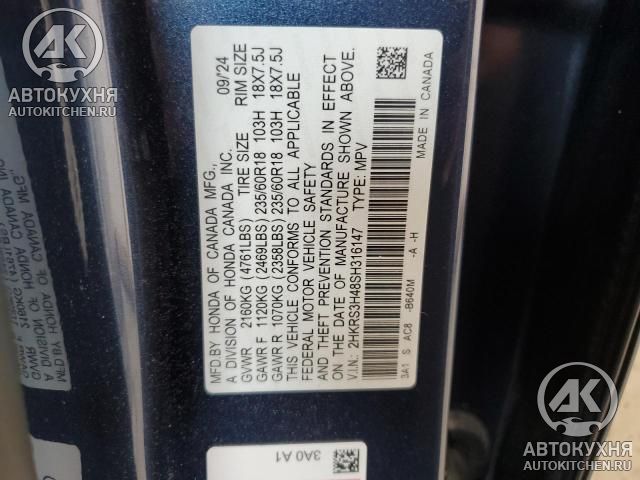 MFD.BY HONDA OF CANADA MFG., 09/24
A DIVISION OF HONDA CANADA INC.
GVWR 2160KG (4761LBS) TIRE SIZE RIM SIZE
GAWR F 1120KG (2469LBS) 235/60R18 103H 18X7.5J
GAWR R 1070KG (2358LBS) 235/60R18 103H 18X7.5J
THIS VEHICLE CONFORMS TO ALL APPLICABLE
FEDERAL MOTOR VEHICLE SAFETY
AND THEFT PREVENTION STANDARDS IN EFFECT
ON THE DATE OF MANUFACTURE SHOWN ABOVE.
V.I.N.: 2HKRS3H48SH316147 TYPE: MPV
3A1 S AC8 -B640M -A -H MADE IN CANADA
3A0 A1
AK
АВТОКУХНЯ
AUTOKITCHEN.RU
AK
АВТОКУХНЯ
AUTOKITCHEN.RU